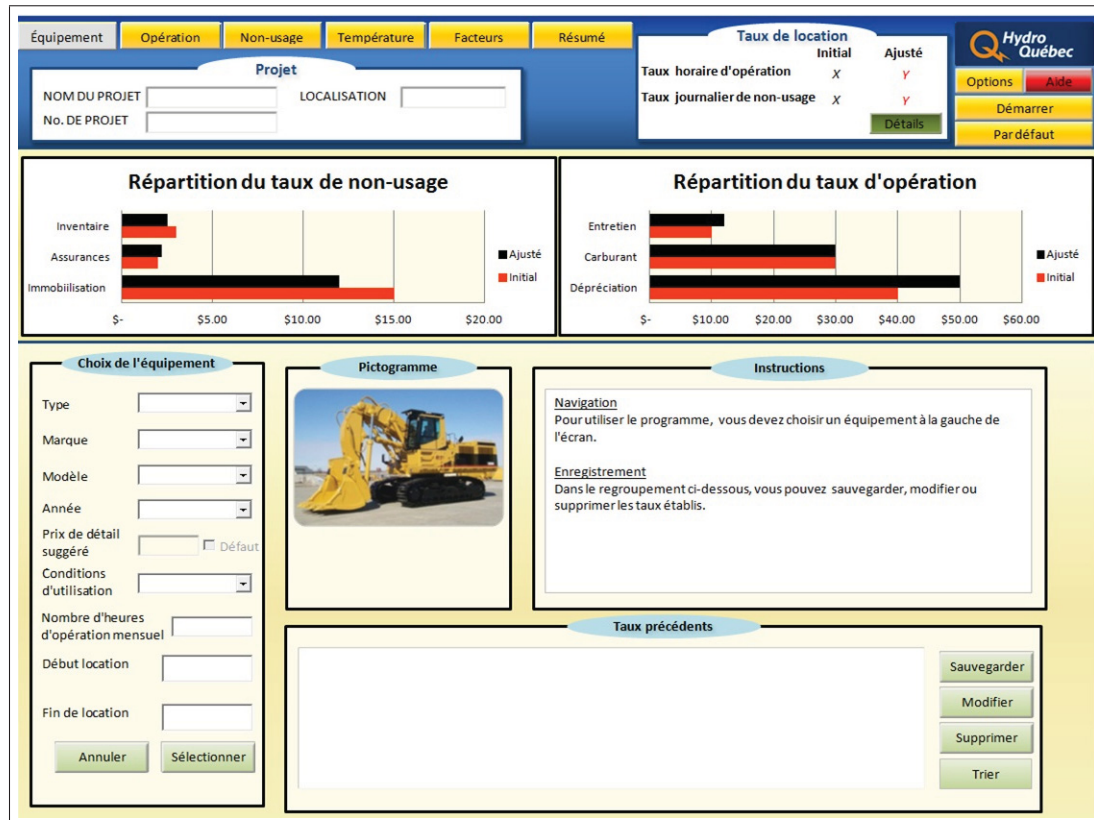 Équipement
Opération
Non-usage
Température
Facteurs
Résumé
Projet
NOM DU PROJET
LOCALISATION
No. DE PROJET
Taux de location
Initial Ajusté
Taux horaire d'opération X Y
Taux journalier de non-usage X Y
Détails
Hydro
Québec
Options
Aide
Démarrer
Par défaut
Répartition du taux de non-usage
Inventaire
Assurances
Immobiilisation
Ajusté
Initial
$- $5.00 $10.00 $15.00 $20.00
Répartition du taux d'opération
Entretien
Carburant
Dépréciation
Ajusté
Initial
$- $10.00 $20.00 $30.00 $40.00 $50.00 $60.00
Choix de l'équipement
Type
Marque
Modèle
Année
Prix de détail
suggéré
Défaut
Conditions
d'utilisation
Nombre d'heures
d'opération mensuel
Début location
Fin de location
Annuler
Sélectionner
Pictogramme
Instructions
Navigation
Pour utiliser le programme, vous devez choisir un équipement à la gauche de
l'écran.
Enregistrement
Dans le regroupement ci-dessous, vous pouvez sauvegarder, modifier ou
supprimer les taux établis.
Taux précédents
Sauvegarder
Modifier
Supprimer
Trier